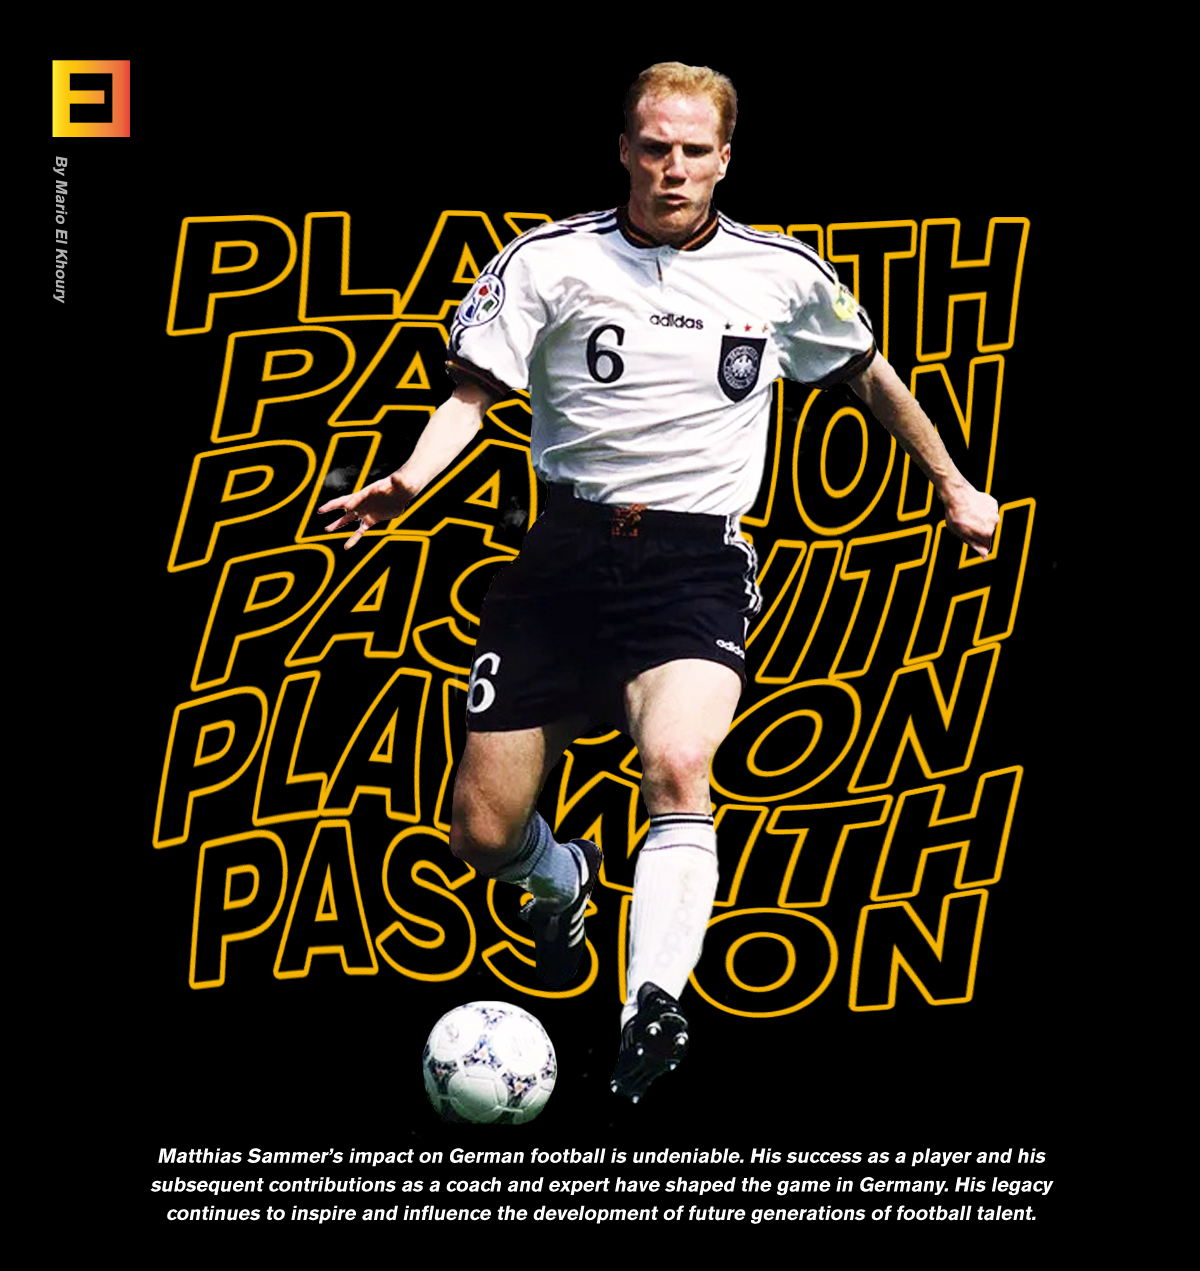 By Mario El Khoury
PLAY WITH
PASSION
PLAY WITH
PASSION
PLAY WITH
PASSION
6
adidas
adidas
6
Matthias Sammer's impact on German football is undeniable. His success as a player and his
subsequent contributions as a coach and expert have shaped the game in Germany. His legacy
continues to inspire and influence the development of future generations of football talent.